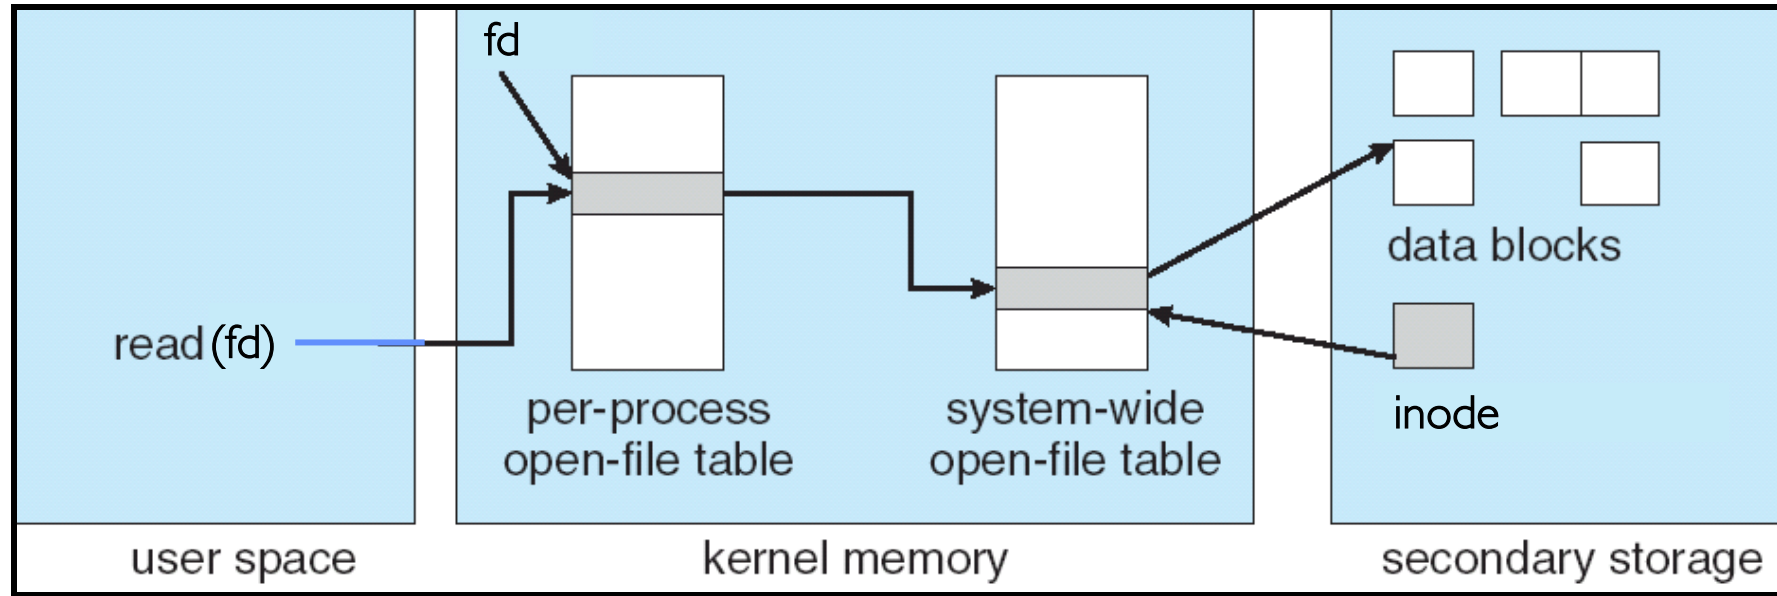 fd
data blocks
read (fd)
per-process
open-file table
system-wide
open-file table
inode
user space
kernel memory
secondary storage